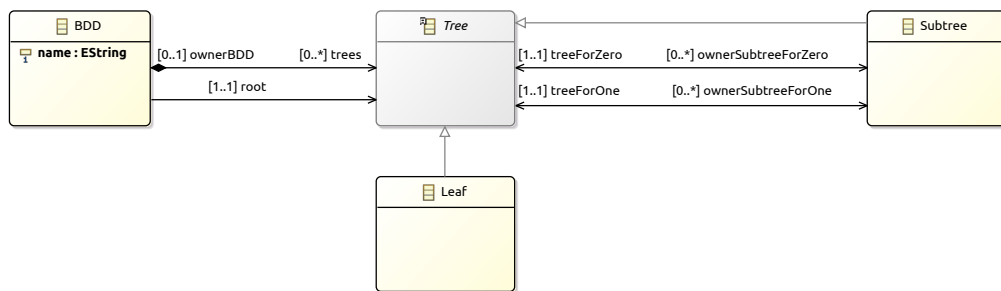 BDD
name : EString
[0..1] ownerBDD
[0..*] trees
[1..1] root
Tree
[1..1] treeForZero
[0..*] ownerSubtreeForZero
[1..1] treeForOne
[0..*] ownerSubtreeForOne
Subtree
Leaf